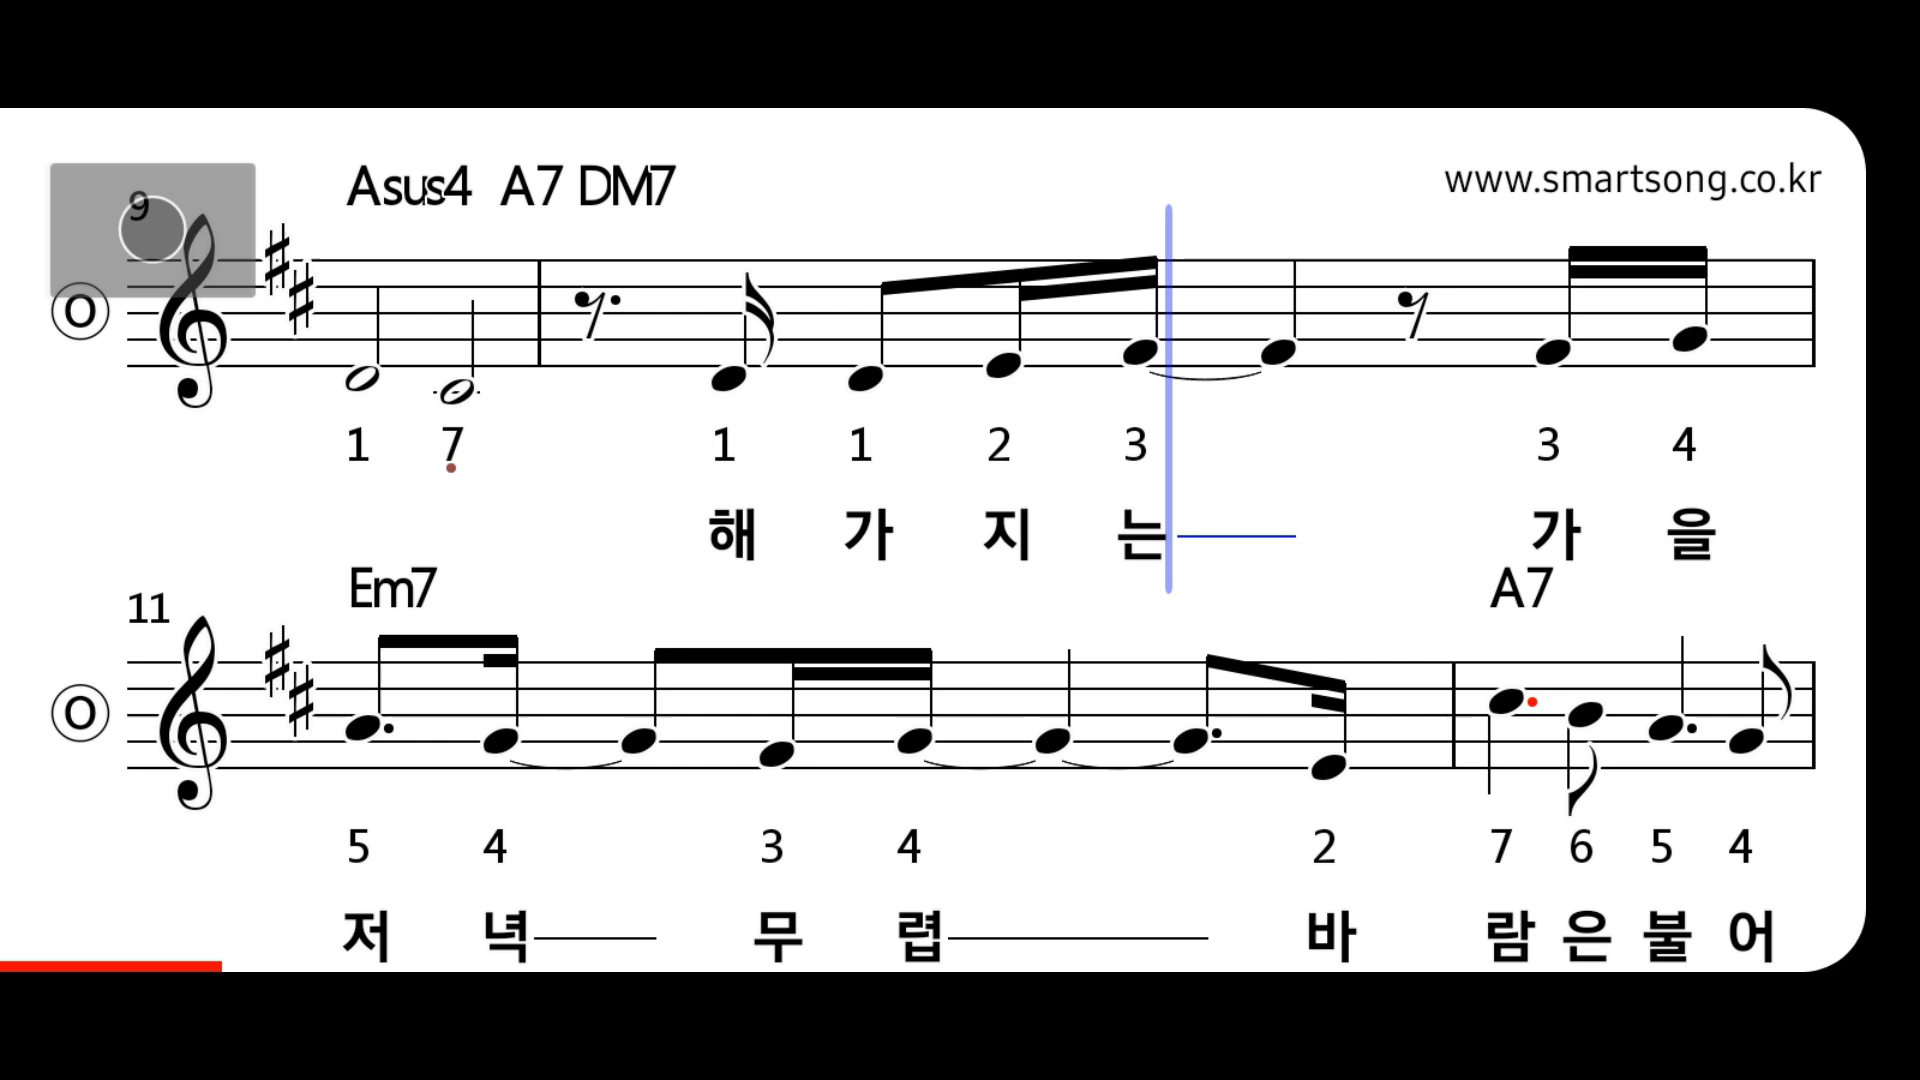 www.smartsong.co.kr
9 Asus4 A7 DM7
O
1 7 1 1 2 3 3 4
해 가 지 는 가 을
11 Em7 A7
O
5 4 3 4 2 7 6 5 4
저 녁 무 렵 바 람 은 불 어